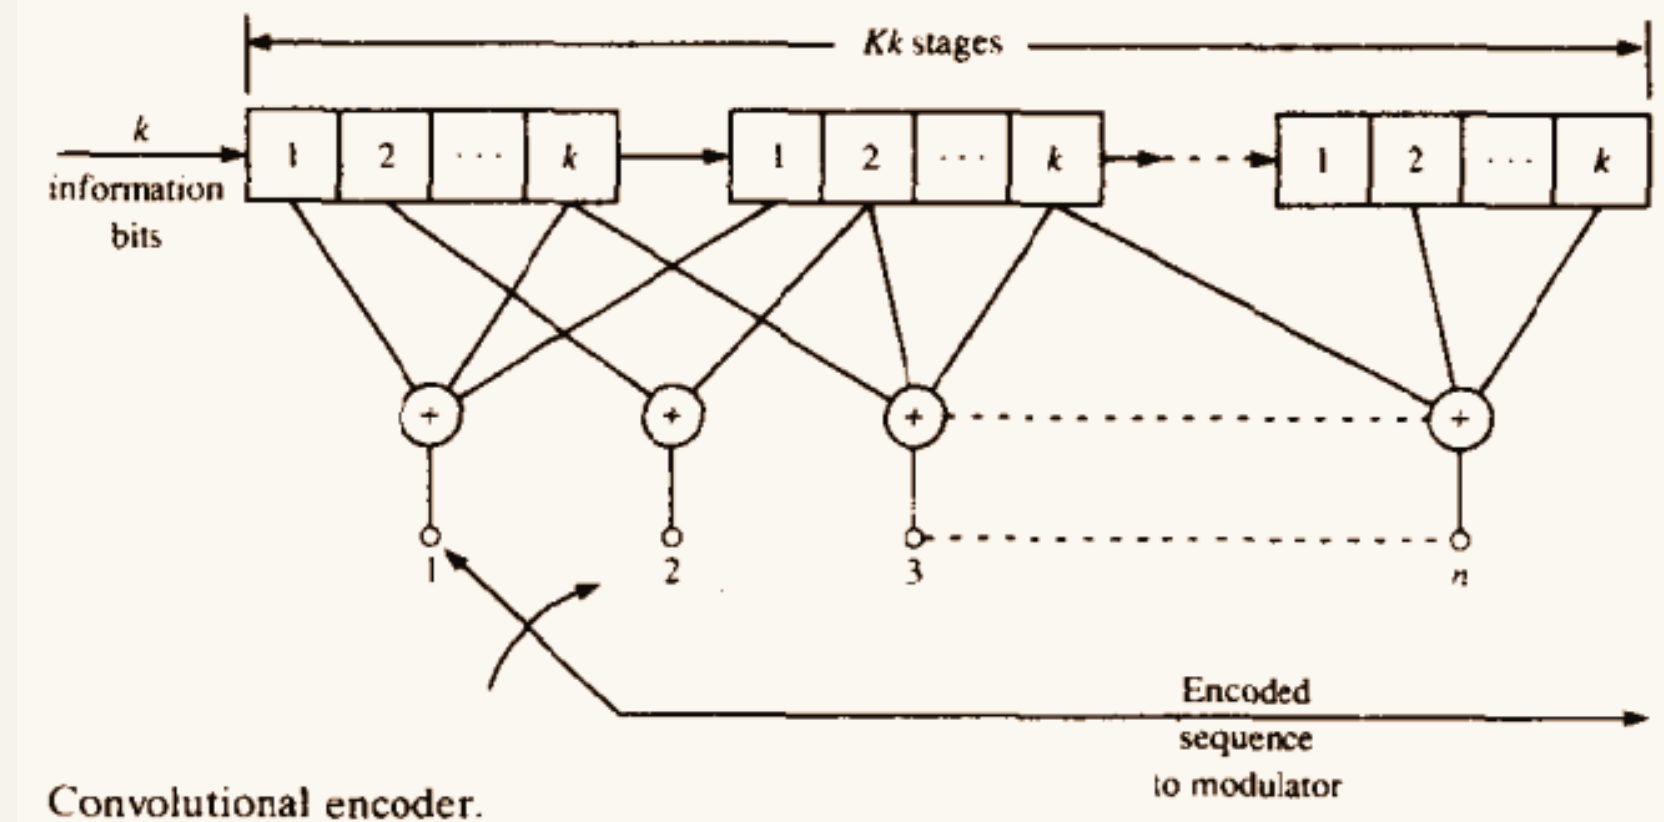 Kk stages
k
information
bits
1 2 ... k 1 2 ... k 1 2 ... k
+ + + +
1 2 3 n
Encoded
sequence
to modulator
Convolutional encoder.